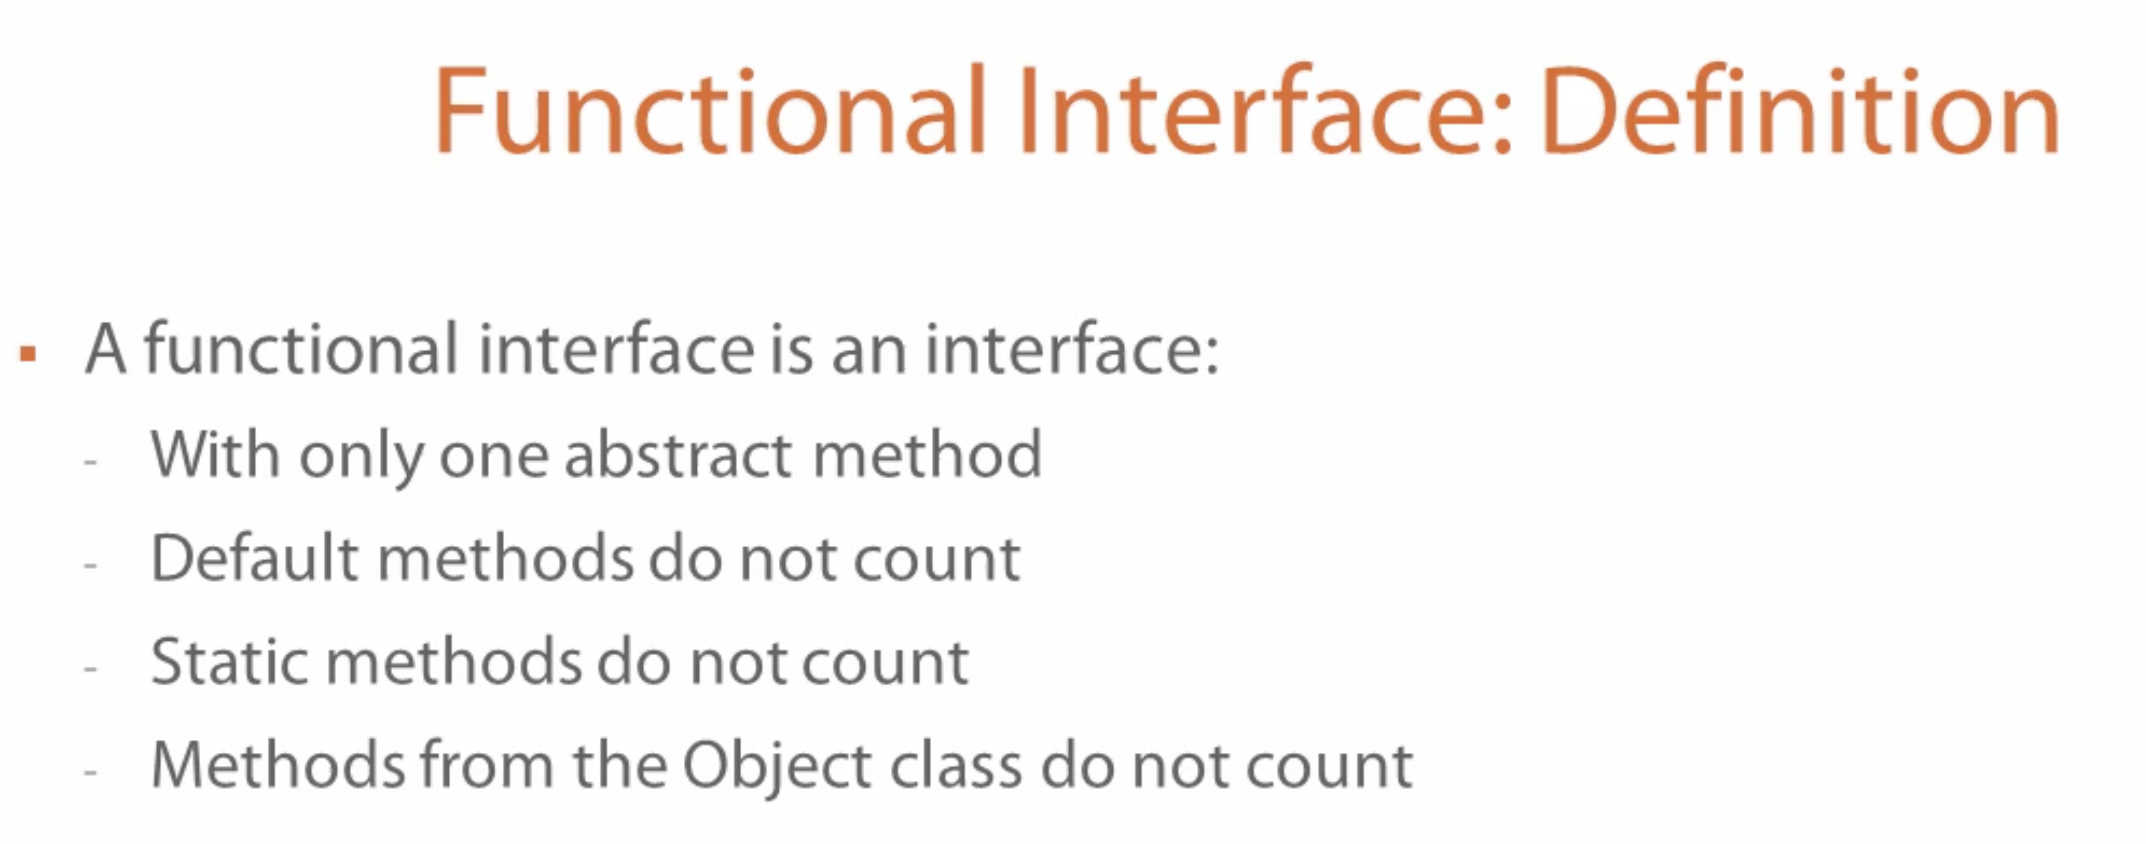 Functional Interface: Definition
▪ A functional interface is an interface:
- With only one abstract method
- Default methods do not count
- Static methods do not count
- Methods from the Object class do not count